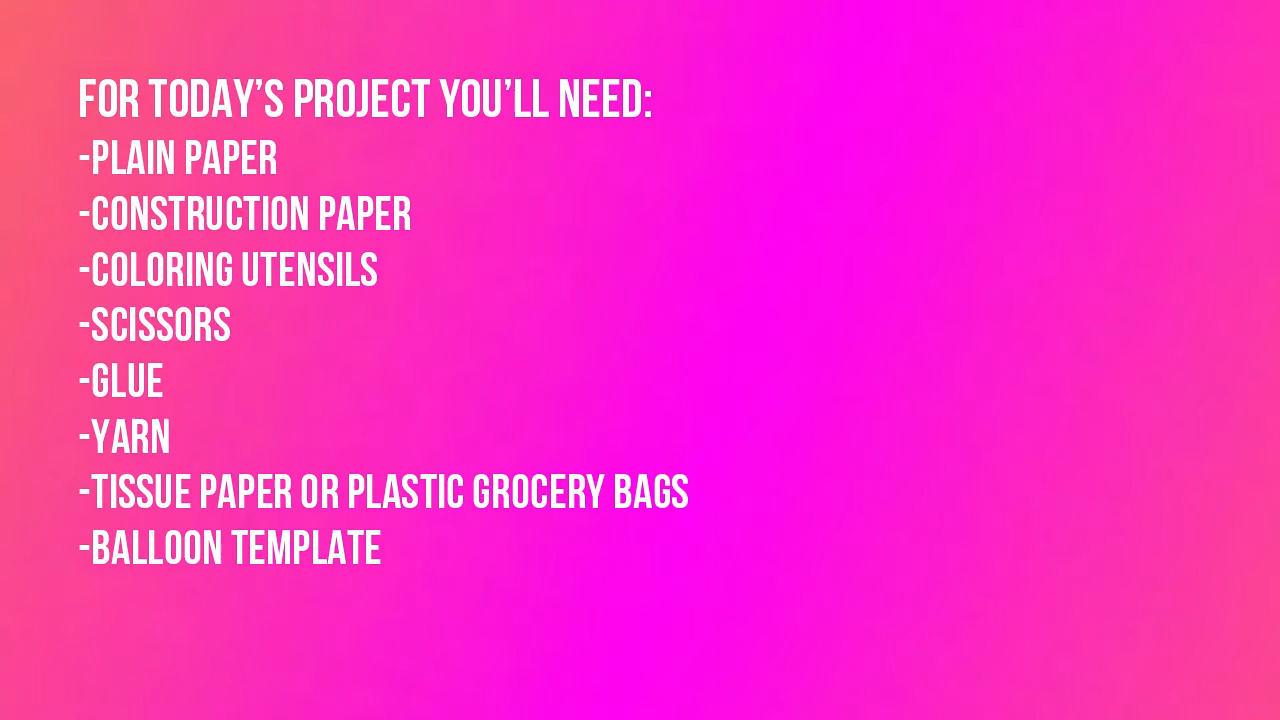 FOR TODAY’S PROJECT YOU’LL NEED:
-PLAIN PAPER
-CONSTRUCTION PAPER
-COLORING UTENSILS
-SCISSORS
-GLUE
-YARN
-TISSUE PAPER OR PLASTIC GROCERY BAGS
-BALLOON TEMPLATE